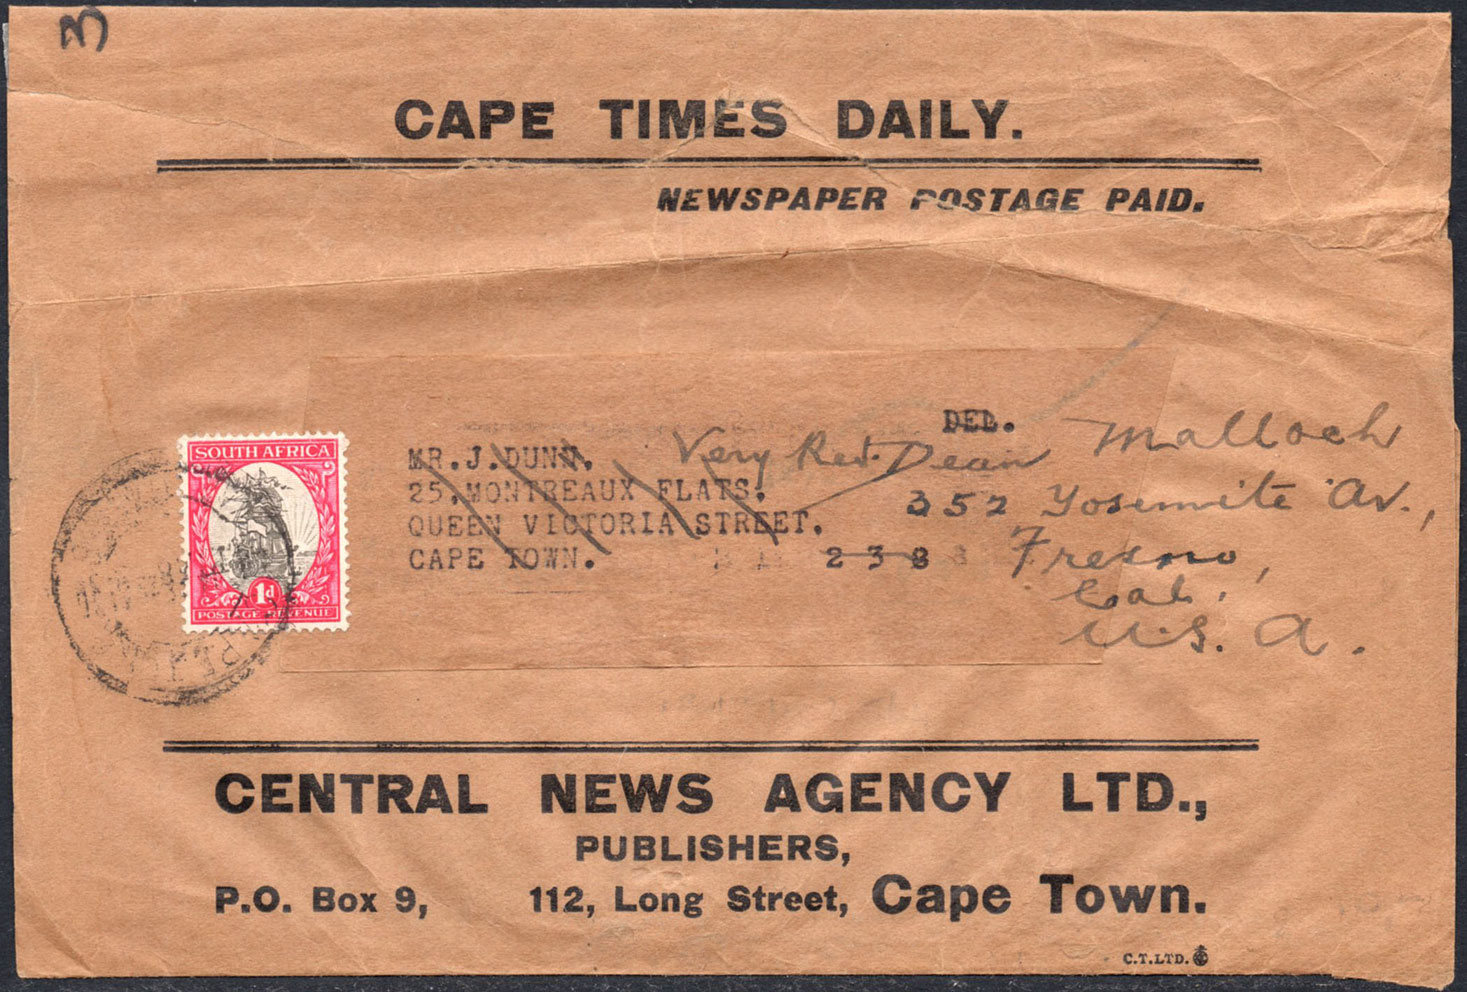 3
CAPE TIMES DAILY.
NEWSPAPER POSTAGE PAID.
DEL.
MR.J.DUNN.
25,MONTREAUX FLATS.
QUEEN VICTORIA STREET.
CAPE TOWN.
2 3 8 8
Very Rev. Dean Malloch
352 Yosemite Av.,
Fresno,
Cal.
U.S.A.
SOUTH AFRICA
1d
POSTAGE REVENUE
CENTRAL NEWS AGENCY LTD.,
PUBLISHERS,
P.O. Box 9, 112, Long Street, Cape Town.
C.T.LTD.